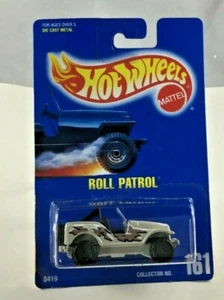 FOR AGES OVER 3
DIE CAST METAL
Hot Wheels
MATTEL
ROLL PATROL
161
0419
COLLECTOR NO.